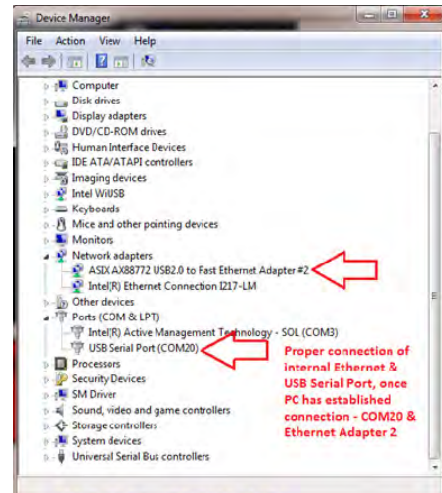 Device Manager
File Action View Help
Computer
Disk drives
Display adapters
DVD/CD-ROM drives
Human Interface Devices
IDE ATA/ATAPI controllers
Imaging devices
Intel WiUSB
Keyboards
Mice and other pointing devices
Monitors
Network adapters
ASIX AX88772 USB2.0 to Fast Ethernet Adapter #2
Intel(R) Ethernet Connection I217-LM
Other devices
Ports (COM & LPT)
Intel(R) Active Management Technology - SOL (COM3)
USB Serial Port (COM20)
Processors
Security Devices
SM Driver
Sound, video and game controllers
Storage controllers
System devices
Universal Serial Bus controllers
Proper connection of
internal Ethernet &
USB Serial Port, once
PC has established
connection - COM20 &
Ethernet Adapter 2